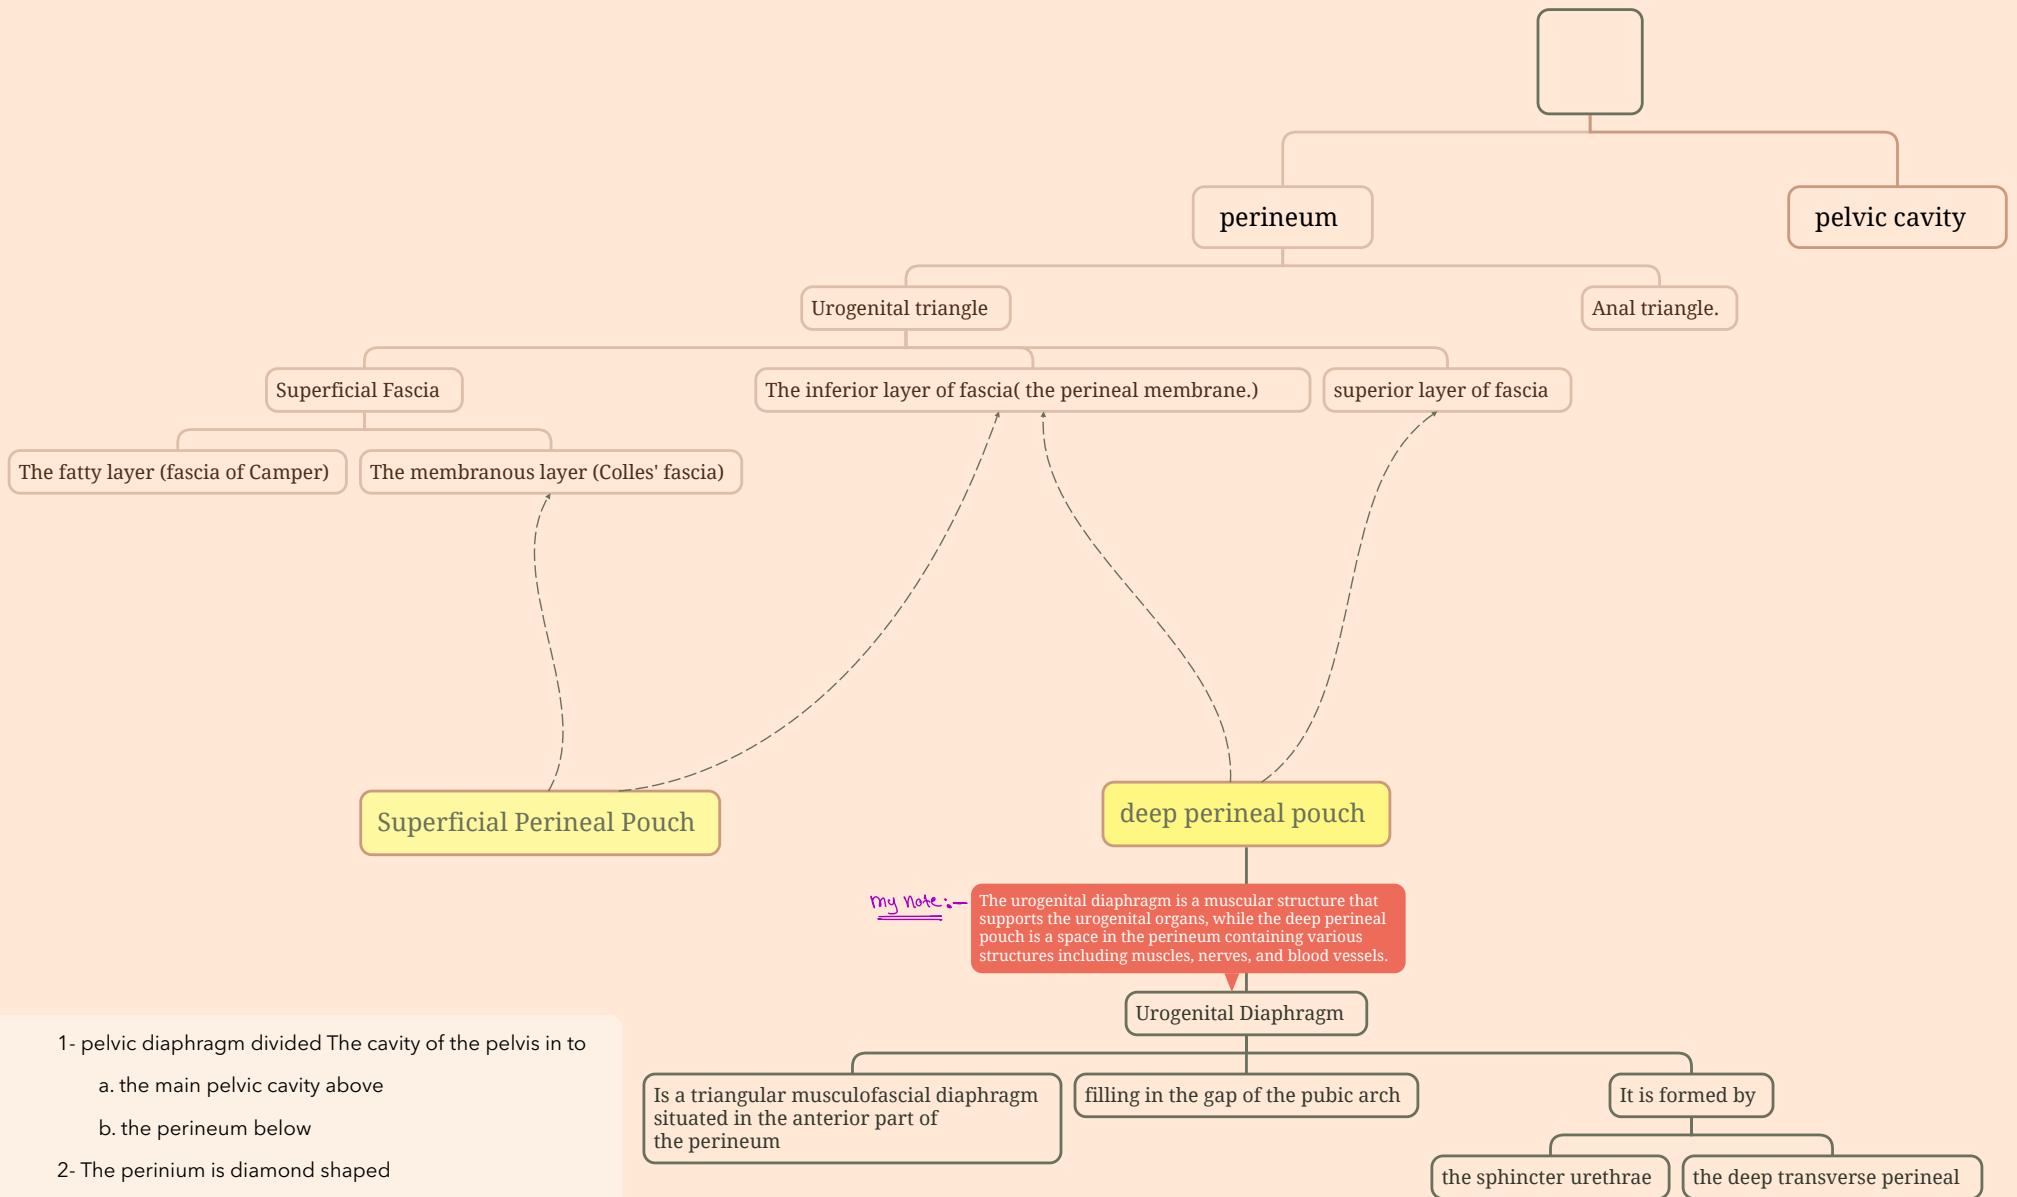 perineum
pelvic cavity
Urogenital triangle
Anal triangle.
Superficial Fascia
The inferior layer of fascia( the perineal membrane.)
superior layer of fascia
The fatty layer (fascia of Camper)
The membranous layer (Colles' fascia)
Superficial Perineal Pouch
deep perineal pouch
my note:-
The urogenital diaphragm is a muscular structure that
supports the urogenital organs, while the deep perineal
pouch is a space in the perineum containing various
structures including muscles, nerves, and blood vessels.
Urogenital Diaphragm
Is a triangular musculofascial diaphragm
situated in the anterior part of
the perineum
filling in the gap of the pubic arch
It is formed by
the sphincter urethrae
the deep transverse perineal
1- pelvic diaphragm divided The cavity of the pelvis in to
a. the main pelvic cavity above
b. the perineum below
2- The perinium is diamond shaped